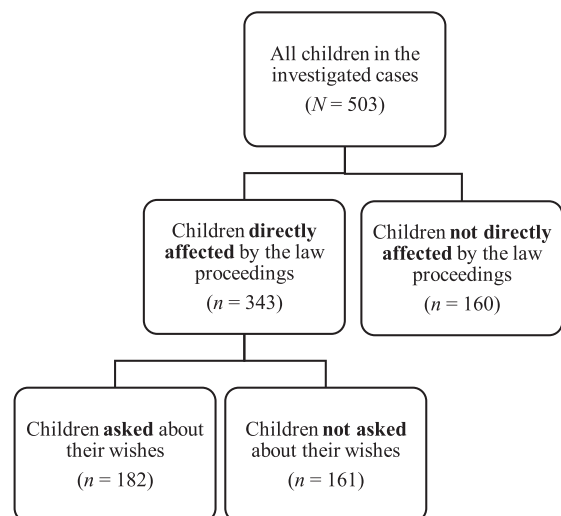 All children in the
investigated cases
(N = 503)
Children directly
affected by the law
proceedings
(n = 343)
Children not directly
affected by the law
proceedings
(n = 160)
Children asked about
their wishes
(n = 182)
Children not asked
about their wishes
(n = 161)